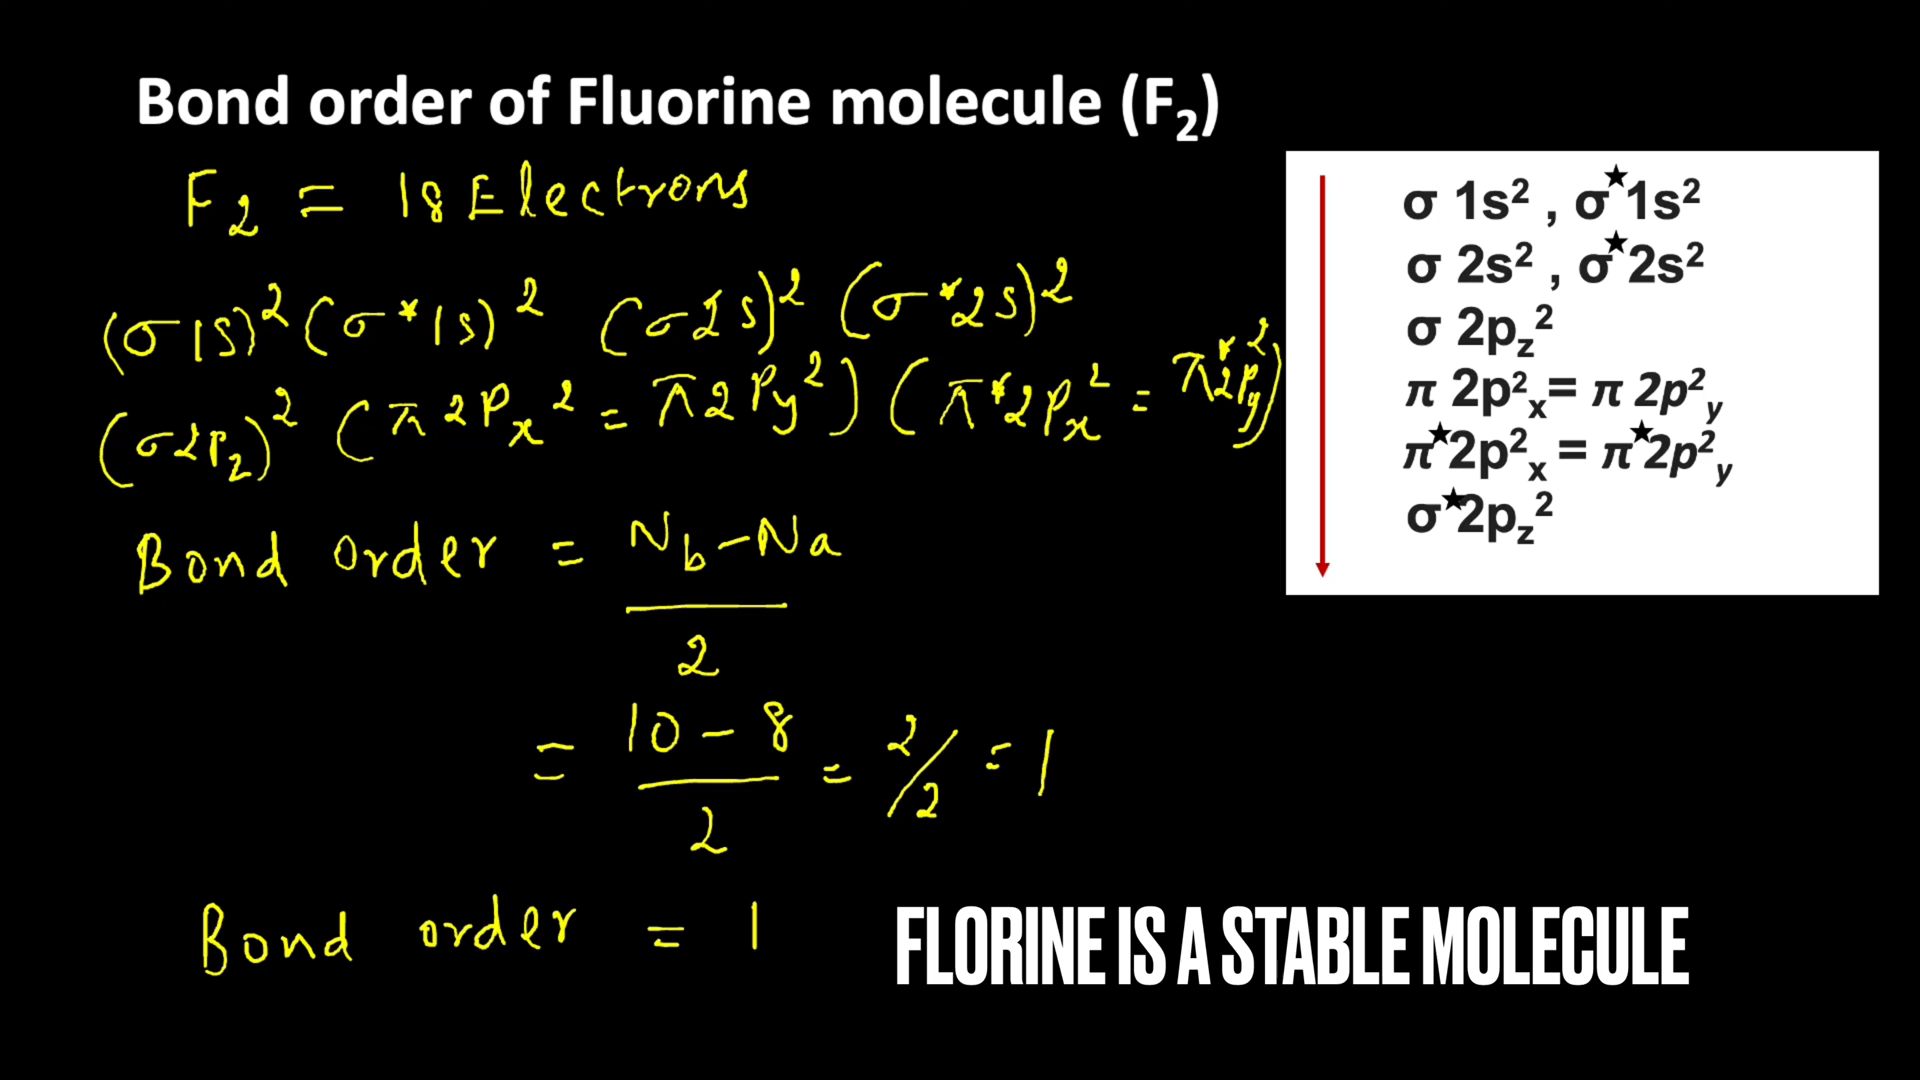 Bond order of Fluorine molecule (F₂)
F₂ = 18 Electrons
(σ1s)² (σ*1s)² (σ2s)² (σ*2s)²
(σ2Pz)² (π2Px² = π2Py²) (π*2Px² = π*2Py²)
Bond order = Nb-Na
2
= 10 - 8 = 2/2 = 1
2
Bond order = 1
σ 1s² , σ★1s²
σ 2s² , σ★2s²
σ 2pz²
π 2p²x= π 2p²y
π★2p²x = π★2p²y
σ★2pz²
FLORINE IS A STABLE MOLECULE